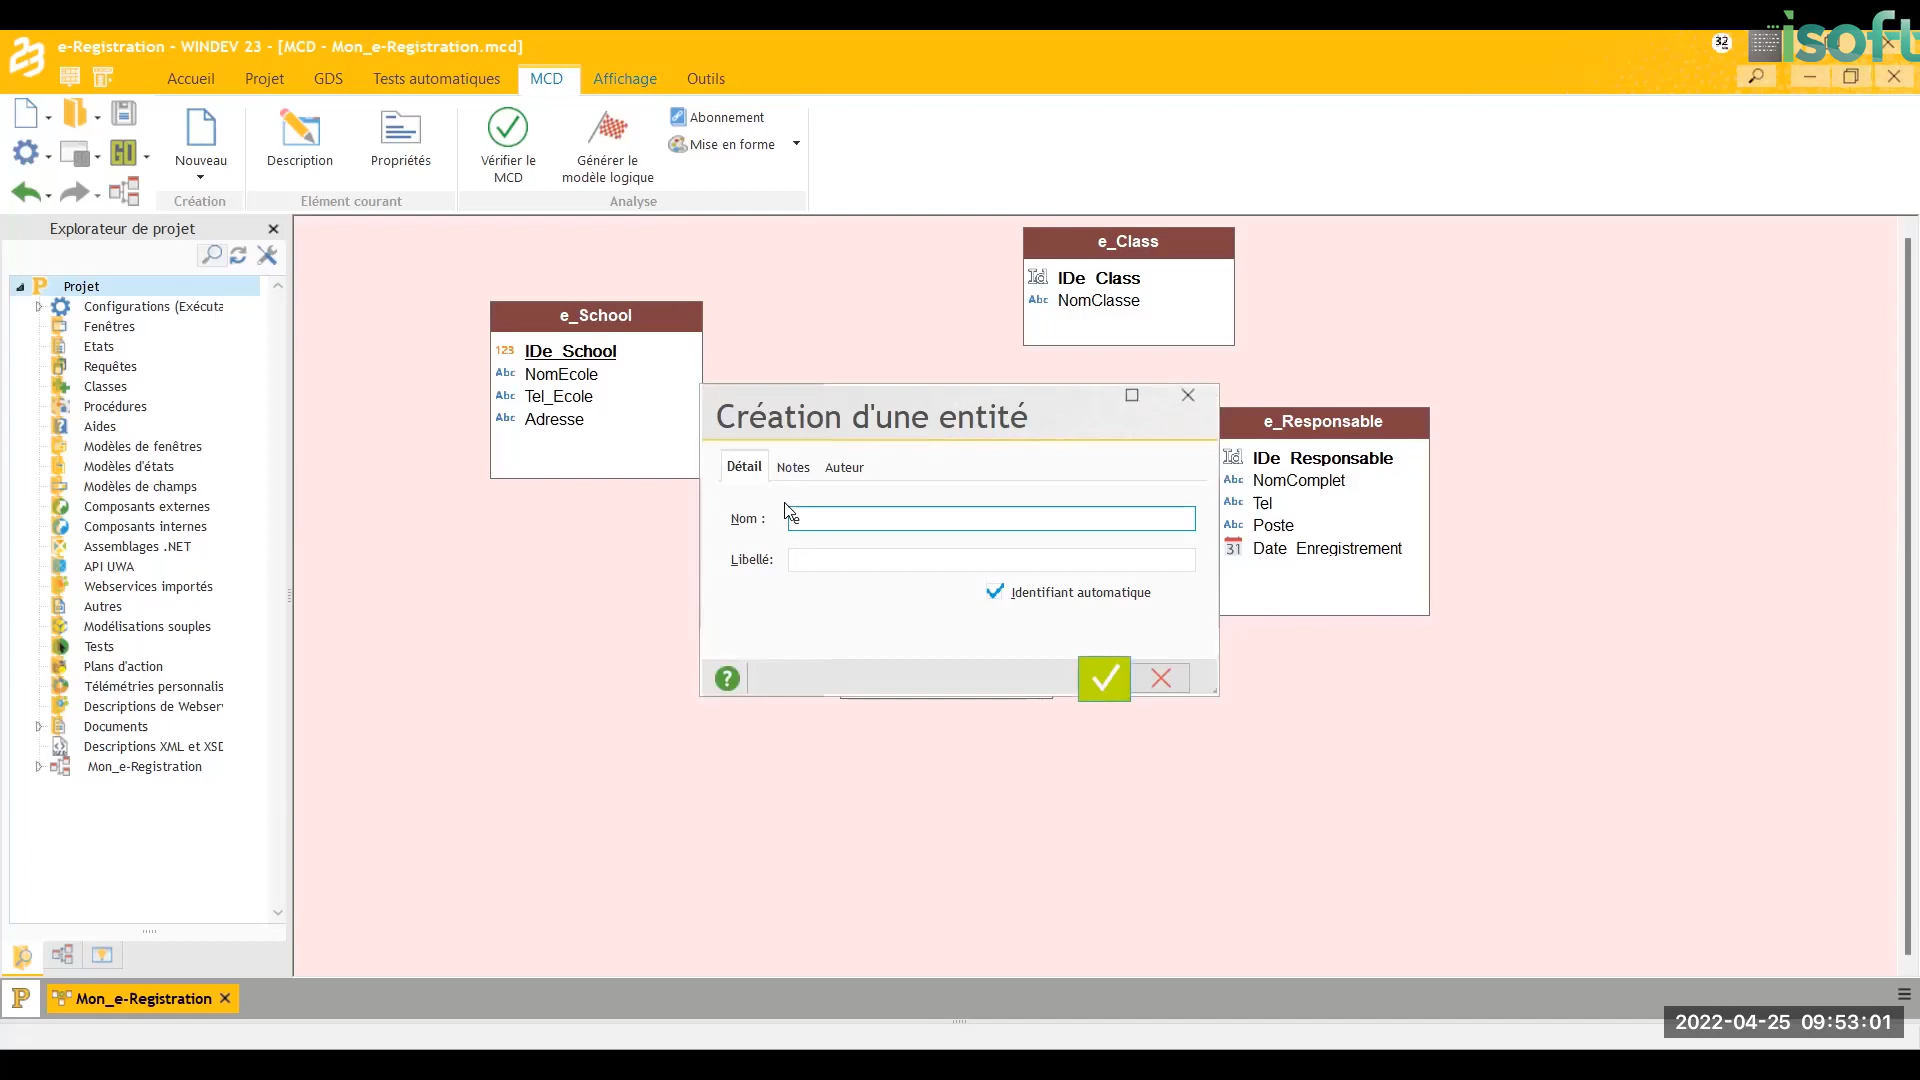 isoft
e-Registration - WINDEV 23 - [MCD - Mon_e-Registration.mcd]
32
23
Accueil
Projet
GDS
Tests automatiques
MCD
Affichage
Outils
GO
Nouveau
Création
Description
Propriétés
Elément courant
Vérifier le
MCD
Générer le
modèle logique
Abonnement
Mise en forme
Analyse
Explorateur de projet
P Projet
Configurations (Exécuta
Fenêtres
Etats
Requêtes
Classes
Procédures
Aides
Modèles de fenêtres
Modèles d'états
Modèles de champs
Composants externes
Composants internes
Assemblages .NET
API UWA
Webservices importés
Autres
Modélisations souples
Tests
Plans d'action
Télémétries personnalis
Descriptions de Webser
Documents
Descriptions XML et XSD
Mon_e-Registration
e_School
123 IDe_School
Abc NomEcole
Abc Tel_Ecole
Abc Adresse
e_Class
Id IDe_Class
Abc NomClasse
e_Responsable
Id IDe_Responsable
Abc NomComplet
Abc Tel
Abc Poste
31 Date_Enregistrement
Création d'une entité
Détail
Notes
Auteur
Nom : e
Libellé:
Identifiant automatique
?
P
Mon_e-Registration
2022-04-25 09:53:01